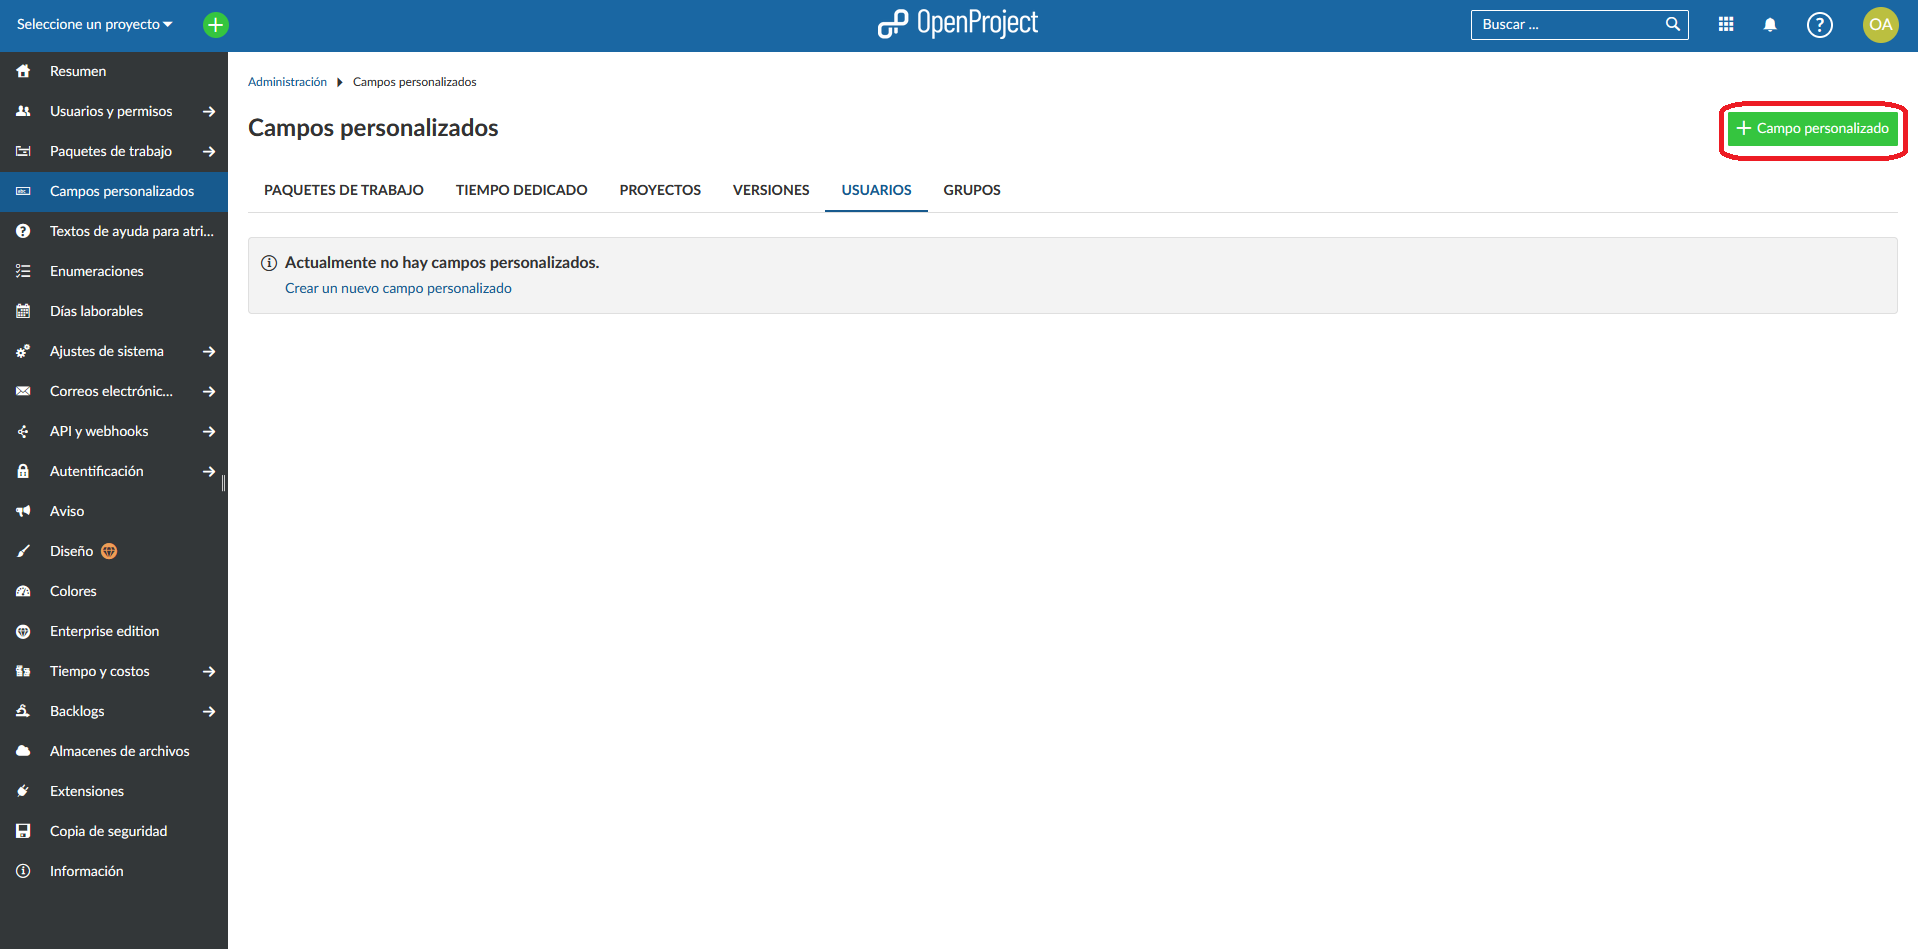 Seleccione un proyecto
OpenProject
Buscar ...
OA
Resumen
Usuarios y permisos
Paquetes de trabajo
Campos personalizados
Textos de ayuda para atri...
Enumeraciones
Días laborables
Ajustes de sistema
Correos electrónic...
API y webhooks
Autentificación
Aviso
Diseño
Colores
Enterprise edition
Tiempo y costos
Backlogs
Almacenes de archivos
Extensiones
Copia de seguridad
Información
Administración Campos personalizados
Campos personalizados
+ Campo personalizado
PAQUETES DE TRABAJO TIEMPO DEDICADO PROYECTOS VERSIONES USUARIOS GRUPOS
Actualmente no hay campos personalizados.
Crear un nuevo campo personalizado